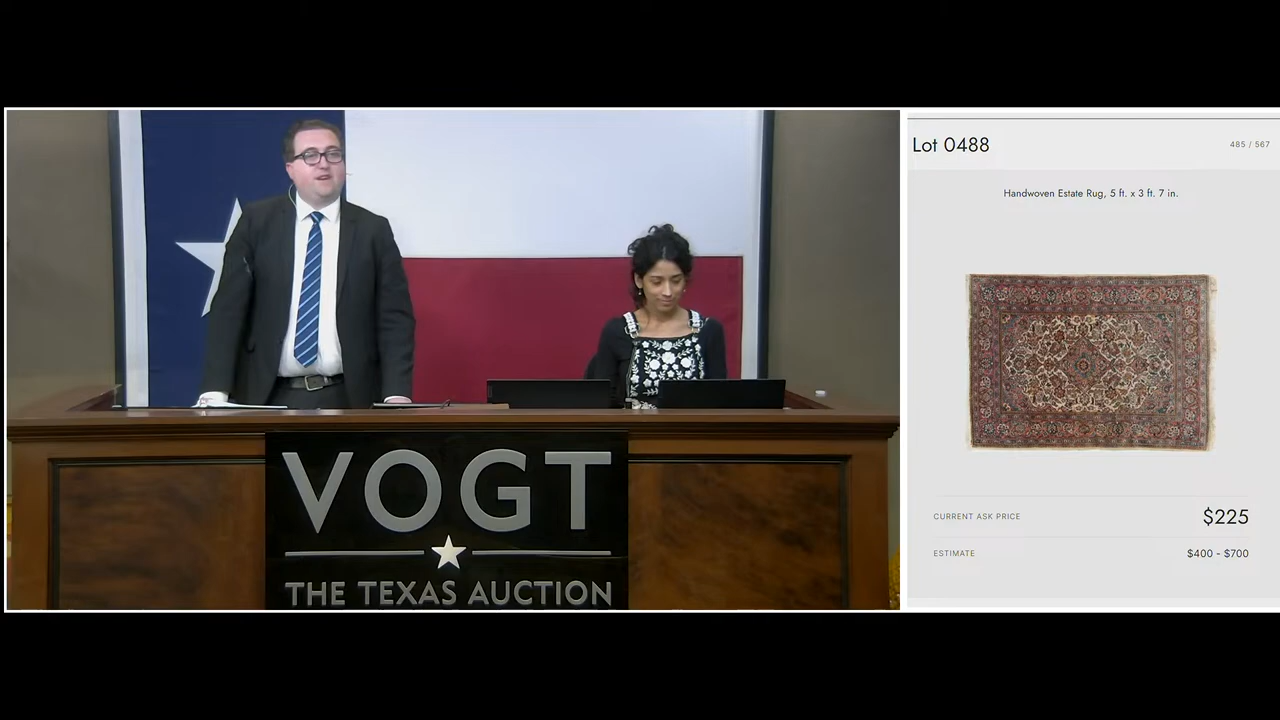 VOGT
THE TEXAS AUCTION
Lot 0488
485 / 567
Handwoven Estate Rug, 5 ft. x 3 ft. 7 in.
CURRENT ASK PRICE
$225
ESTIMATE
$400 - $700